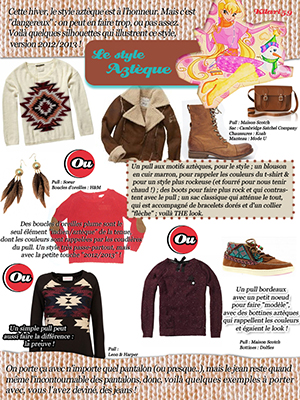 Cette hiver, le style aztèque est à l'honneur. Mais c'est
"dangereux" : on peut en faire trop, ou pas assez.
Voilà quelques silhouettes qui illustrent ce style,
version 2012/2013 !
Le style
Aztèque
Pull : Maison Scotch
Sac : Cambridge Satchel Company
Chaussures : Koah
Manteau : Mode U
Ou
Pull : Soeur
Boucles d'oreilles : H&M
Un pull aux motifs aztèques, pour le style ; un blouson
en cuir marron, pour rappeler les couleurs du t-shirt &
pour un style plus rockeuse (et fourré pour nous tenir
chaud !) ; des boots pour faire plus rock et qui contras-
tent avec le pull ; un sac classique qui atténue le tout,
qui est accompagné de bracelets dorés et d'un collier
"flèche" ; voilà THE look.
Des boucles d'oreilles plume sont le
seul élément "indien/aztèque" de la tenue
dont les couleurs sont rappelées par les coudières
du pull. Un style très passe-partout, mais
avec la petite touche "2012/2013" !
Ou
Ou
Un simple pull peut
aussi faire la différence :
la preuve !
Pull :
Lena & Harper
Un pull bordeaux
avec un petit noeud
pour faire "modèle",
avec des bottines aztèques
qui rappellent les couleurs
et égaient le look !
Pull : Maison Scotch
Bottines : Dolfies
On porte ça avec n'importe quel pantalon (ou presque..), mais le jean reste quand
même l'incontournable des pantalons, donc, voilà quelques exemples à porter
avec, vous l'avez deviné, des jeans !